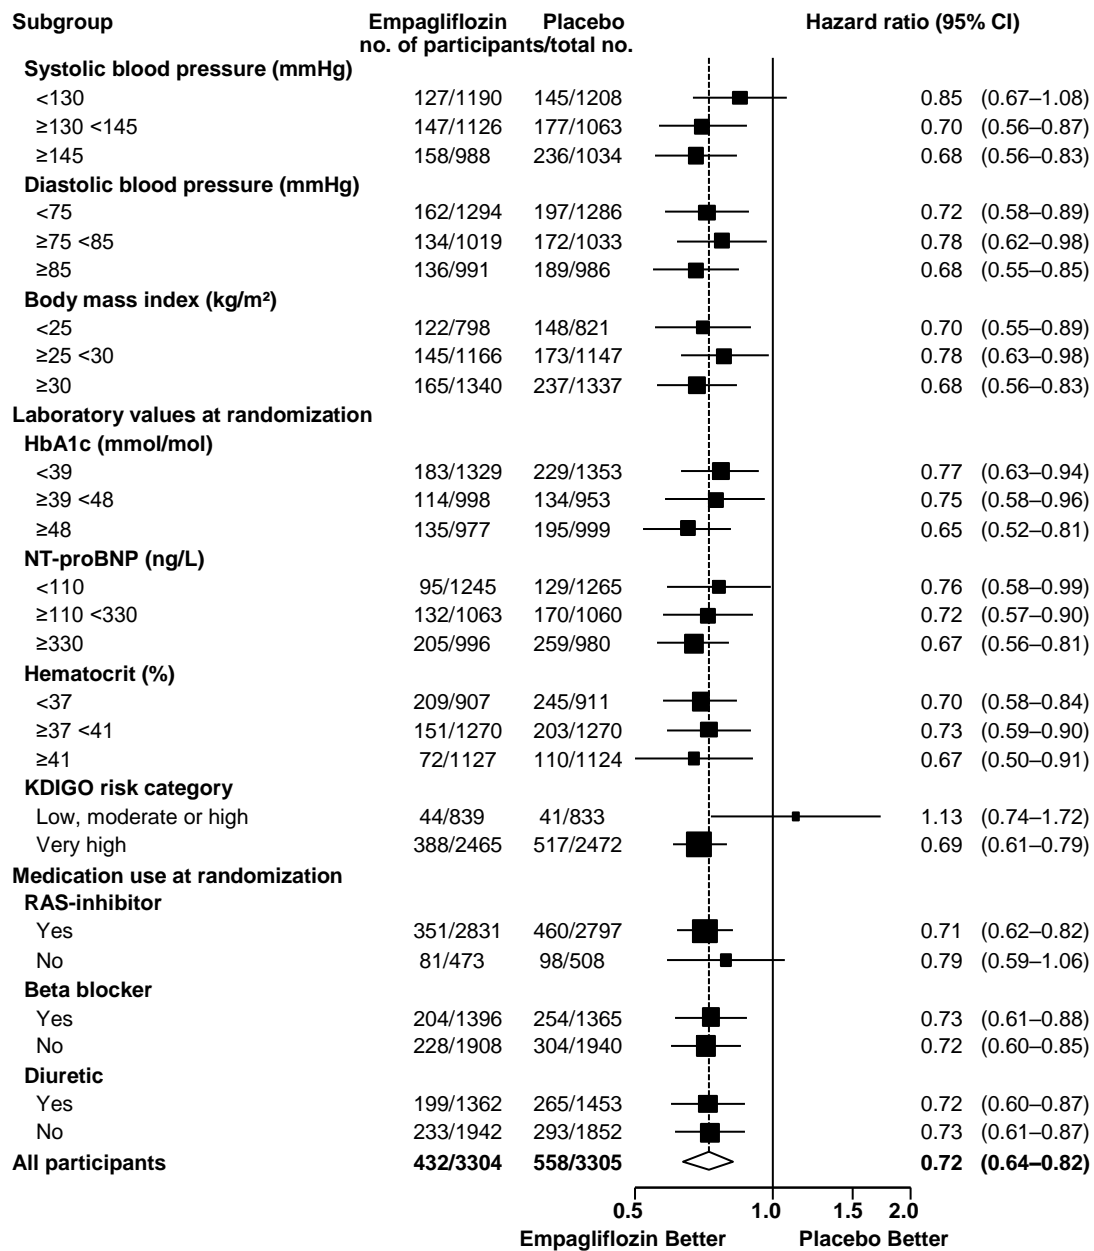 Subgroup Empagliflozin Placebo Hazard ratio (95% CI)
no. of participants/total no.
Systolic blood pressure (mmHg)
<130 127/1190 145/1208 0.85 (0.67–1.08)
≥130 <145 147/1126 177/1063 0.70 (0.56–0.87)
≥145 158/988 236/1034 0.68 (0.56–0.83)
Diastolic blood pressure (mmHg)
<75 162/1294 197/1286 0.72 (0.58–0.89)
≥75 <85 134/1019 172/1033 0.78 (0.62–0.98)
≥85 136/991 189/986 0.68 (0.55–0.85)
Body mass index (kg/m²)
<25 122/798 148/821 0.70 (0.55–0.89)
≥25 <30 145/1166 173/1147 0.78 (0.63–0.98)
≥30 165/1340 237/1337 0.68 (0.56–0.83)
Laboratory values at randomization
HbA1c (mmol/mol)
<39 183/1329 229/1353 0.77 (0.63–0.94)
≥39 <48 114/998 134/953 0.75 (0.58–0.96)
≥48 135/977 195/999 0.65 (0.52–0.81)
NT-proBNP (ng/L)
<110 95/1245 129/1265 0.76 (0.58–0.99)
≥110 <330 132/1063 170/1060 0.72 (0.57–0.90)
≥330 205/996 259/980 0.67 (0.56–0.81)
Hematocrit (%)
<37 209/907 245/911 0.70 (0.58–0.84)
≥37 <41 151/1270 203/1270 0.73 (0.59–0.90)
≥41 72/1127 110/1124 0.67 (0.50–0.91)
KDIGO risk category
Low, moderate or high 44/839 41/833 1.13 (0.74–1.72)
Very high 388/2465 517/2472 0.69 (0.61–0.79)
Medication use at randomization
RAS-inhibitor
Yes 351/2831 460/2797 0.71 (0.62–0.82)
No 81/473 98/508 0.79 (0.59–1.06)
Beta blocker
Yes 204/1396 254/1365 0.73 (0.61–0.88)
No 228/1908 304/1940 0.72 (0.60–0.85)
Diuretic
Yes 199/1362 265/1453 0.72 (0.60–0.87)
No 233/1942 293/1852 0.73 (0.61–0.87)
All participants 432/3304 558/3305 0.72 (0.64–0.82)
0.5 1.0 1.5 2.0
Empagliflozin Better Placebo Better